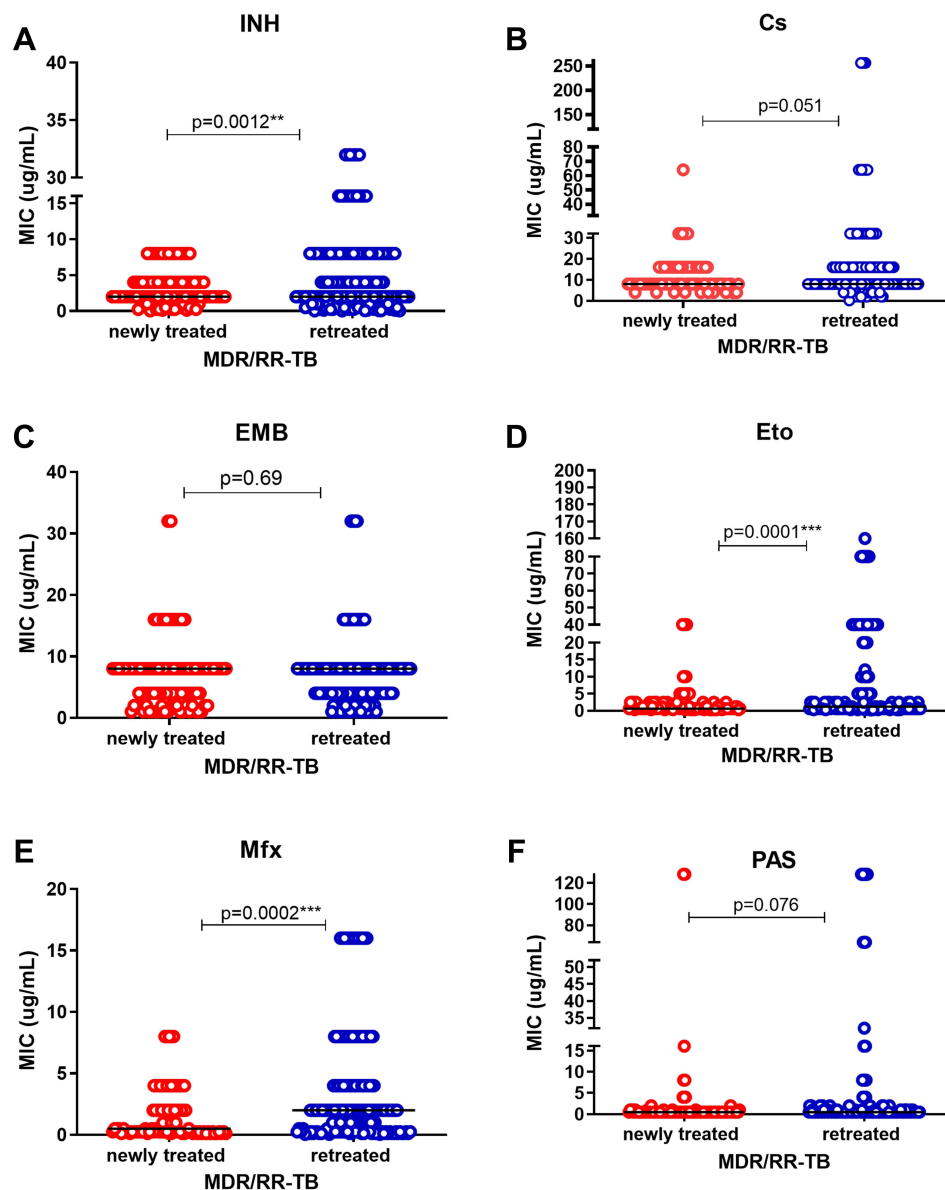 A
INH
MIC (ug/mL)
40
35
30
15
10
5
0
p=0.0012**
newly treated
retreated
MDR/RR-TB
B
Cs
MIC (ug/mL)
250
200
150
80
60
40
30
20
10
0
p=0.051
newly treated
retreated
MDR/RR-TB
C
EMB
MIC (ug/mL)
40
30
20
10
0
p=0.69
newly treated
retreated
MDR/RR-TB
D
Eto
MIC (ug/mL)
200
190
180
170
160
80
70
60
50
40
20
15
10
5
0
p=0.0001***
newly treated
retreated
MDR/RR-TB
E
Mfx
MIC (ug/mL)
20
15
10
5
0
p=0.0002***
newly treated
retreated
MDR/RR-TB
F
PAS
MIC (ug/mL)
120
100
80
60
50
45
40
35
15
10
5
0
p=0.076
newly treated
retreated
MDR/RR-TB